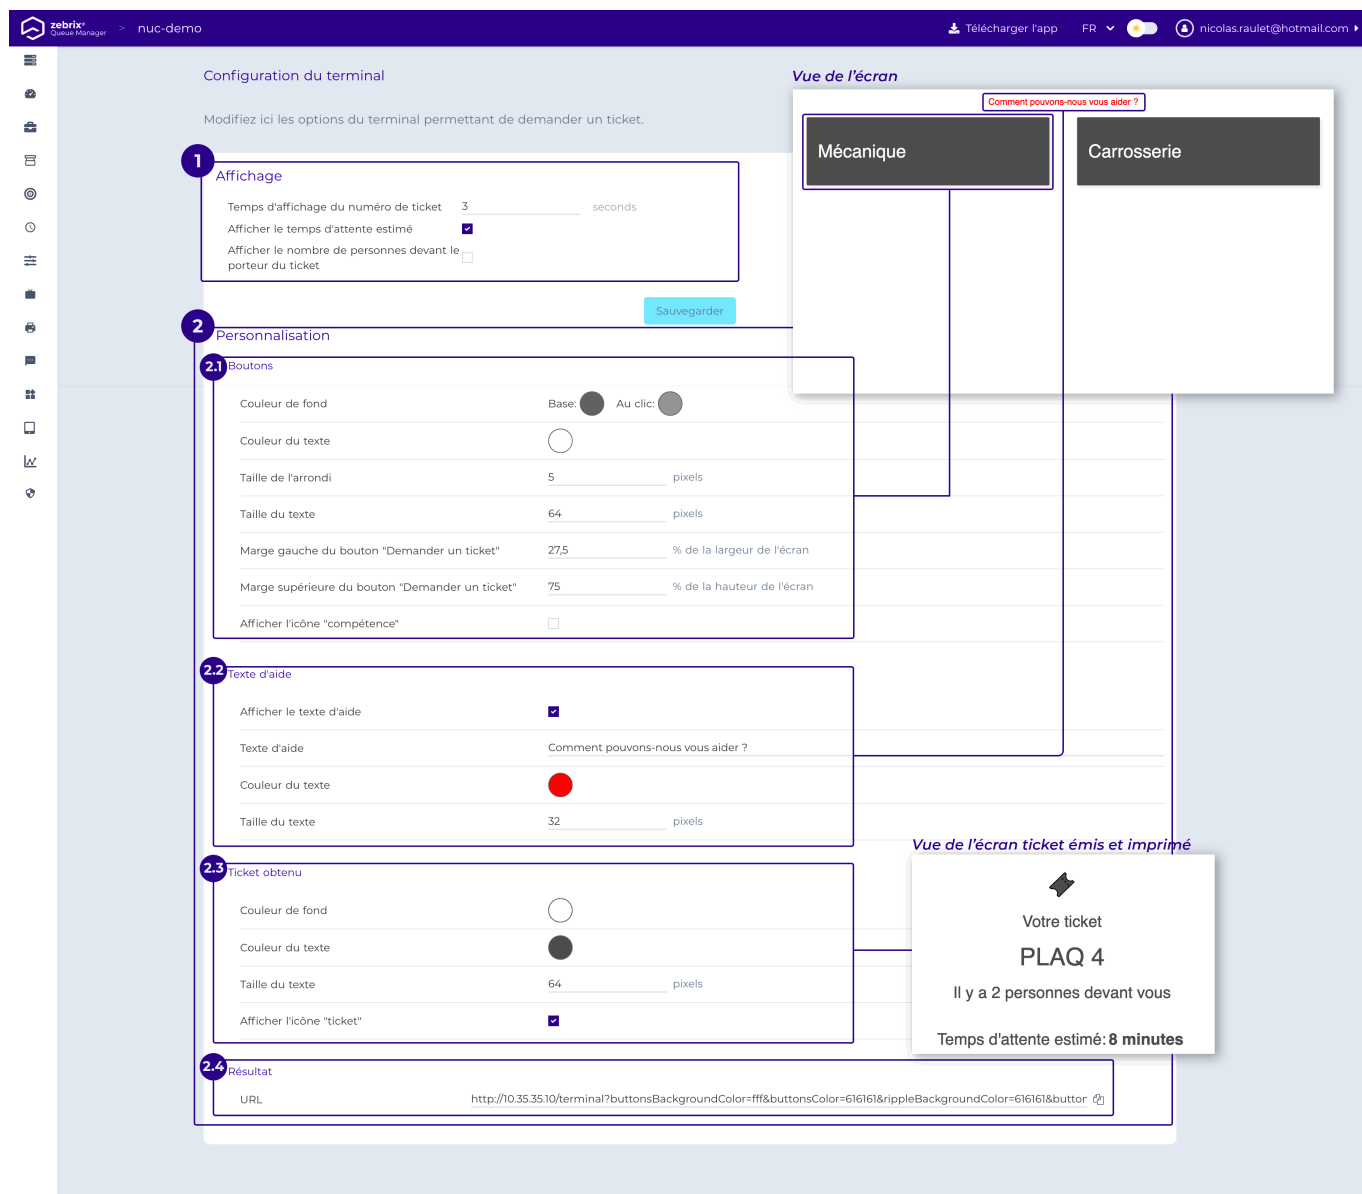 zebrix®
Queue Manager
> nuc-demo
Télécharger l'app
FR
nicolas.raulet@hotmail.com
Configuration du terminal
Modifiez ici les options du terminal permettant de demander un ticket.
Vue de l'écran
Comment pouvons-nous vous aider ?
Mécanique
Carrosserie
1
Affichage
Temps d'affichage du numéro de ticket 3 seconds
Afficher le temps d'attente estimé
Afficher le nombre de personnes devant le
porteur du ticket
Sauvegarder
2
Personnalisation
2.1
Boutons
Couleur de fond Base: Au clic:
Couleur du texte
Taille de l'arrondi 5 pixels
Taille du texte 64 pixels
Marge gauche du bouton "Demander un ticket" 27,5 % de la largeur de l'écran
Marge supérieure du bouton "Demander un ticket" 75 % de la hauteur de l'écran
Afficher l'icône "compétence"
2.2
Texte d'aide
Afficher le texte d'aide
Texte d'aide Comment pouvons-nous vous aider ?
Couleur du texte
Taille du texte 32 pixels
2.3
Ticket obtenu
Couleur de fond
Couleur du texte
Taille du texte 64 pixels
Afficher l'icône "ticket"
Vue de l'écran ticket émis et imprimé
Votre ticket
PLAQ 4
Il y a 2 personnes devant vous
Temps d'attente estimé: 8 minutes
2.4
Résultat
URL http://10.35.35.10/terminal?buttonsBackgroundColor=fff&buttonsColor=616161&rippleBackgroundColor=616161&buttor